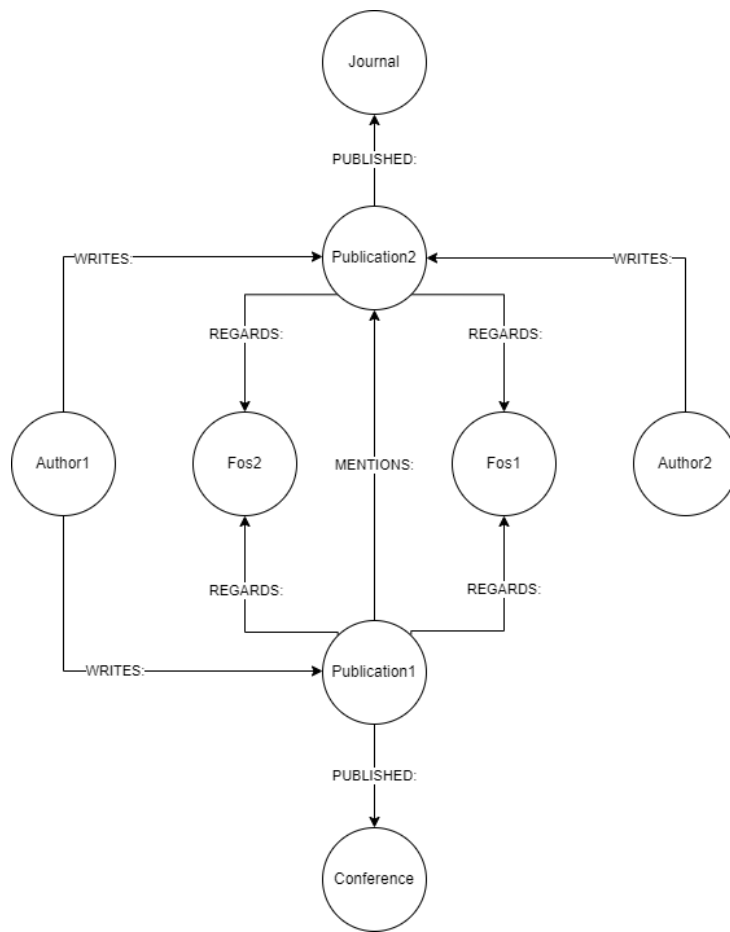 Journal
PUBLISHED:
Publication2
WRITES:
WRITES:
REGARDS:
REGARDS:
Author1
Fos2
MENTIONS:
Fos1
Author2
REGARDS:
REGARDS:
WRITES:
Publication1
PUBLISHED:
Conference